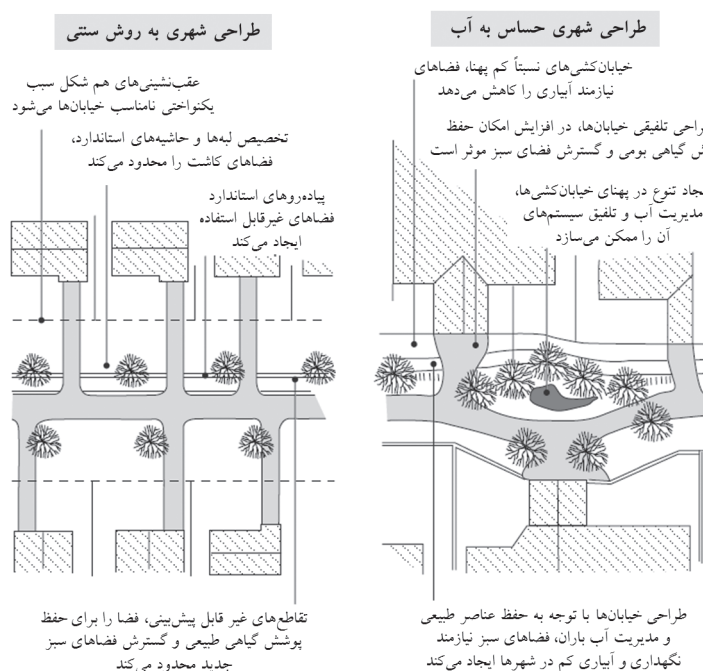 طراحی شهری حساس به آب
خیابان‌کشی‌های نسبتاً کم پهنا، فضاهای
نیازمند آبیاری را کاهش می‌دهد
راحی تلفیقی خیابان‌ها، در افزایش امکان حفظ
ش گیاهی بومی و گسترش فضای سبز موثر است
جاد تنوع در پهنای خیابان‌کشی‌ها،
مدیریت آب و تلفیق سیستم‌های
آن را ممکن می‌سازد
طراحی خیابان‌ها با توجه به حفظ عناصر طبیعی
و مدیریت آب باران، فضاهای سبز نیازمند
نگهداری و آبیاری کم در شهرها ایجاد می‌کند
طراحی شهری به روش سنتی
عقب‌نشینی‌های هم شکل سبب
یکنواختی نامناسب خیابان‌ها می‌شود
تخصیص لبه‌ها و حاشیه‌های استاندارد،
فضاهای کاشت را محدود می‌کند
پیاده‌روهای استاندارد
فضاهای غیرقابل استفاده
ایجاد می‌کند
تقاطع‌های غیر قابل پیش‌بینی، فضا را برای حفظ
پوشش گیاهی طبیعی و گسترش فضاهای سبز
جدید محدود می‌کند